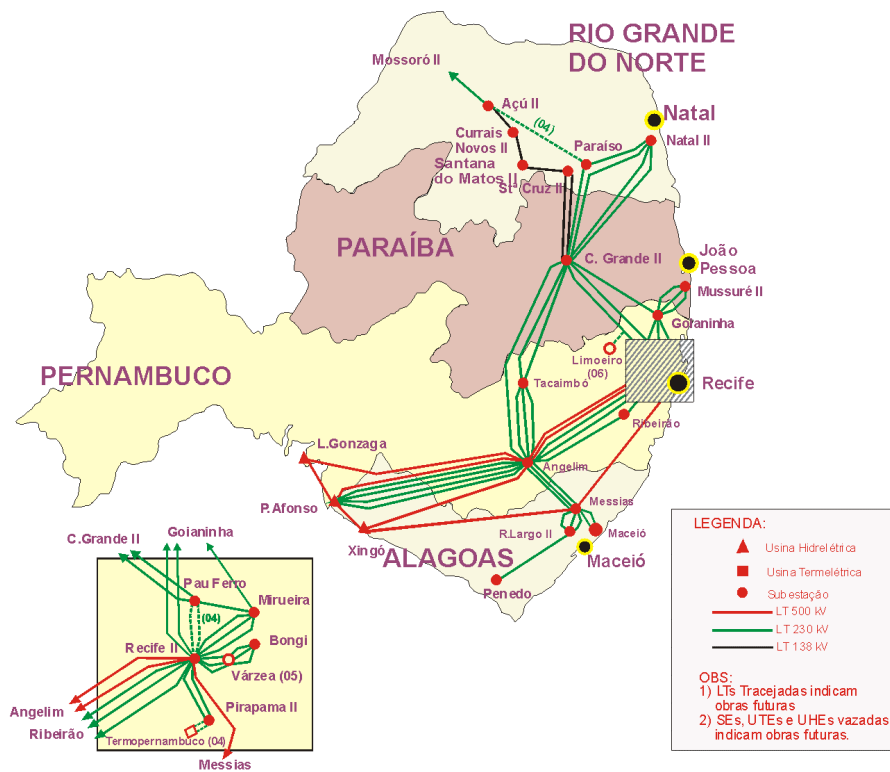 RIO GRANDE
DO NORTE
Mossoró II
Açú II
(04)
Natal
Currais
Novos II
Paraíso
Natal II
Santana
do Matos II
Stª Cruz II
PARAÍBA
João
Pessoa
C. Grande II
Mussuré II
Goianinha
Limoeiro
(06)
PERNAMBUCO
Tacaimbó
Recife
Ribeirão
L.Gonzaga
Angelim
P.Afonso
Messias
Xingó
R.Largo II
Maceió
ALAGOAS
Maceió
Penedo
C.Grande II
Goianinha
Pau Ferro
Mirueira
(04)
Bongi
Recife II
Várzea (05)
Angelim
Pirapama II
Ribeirão
Termopernambuco (04)
Messias
LEGENDA:
Usina Hidrelétrica
Usina Termelétrica
Subestação
LT 500 kV
LT 230 kV
LT 138 kV
OBS:
1) LTs Tracejadas indicam
obras futuras
2) SEs, UTEs e UHEs vazadas
indicam obras futuras.